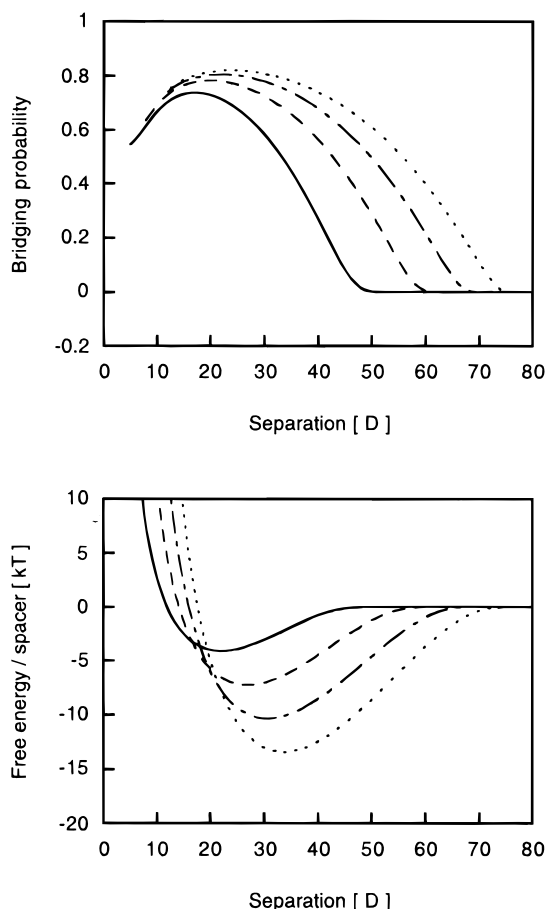 1
0.8
0.6
0.4
0.2
0
-0.2
Bridging probability
0 10 20 30 40 50 60 70 80
Separation [ D ]
10
5
0
-5
-10
-15
-20
Free energy / spacer [ kT ]
0 10 20 30 40 50 60 70 80
Separation [ D ]